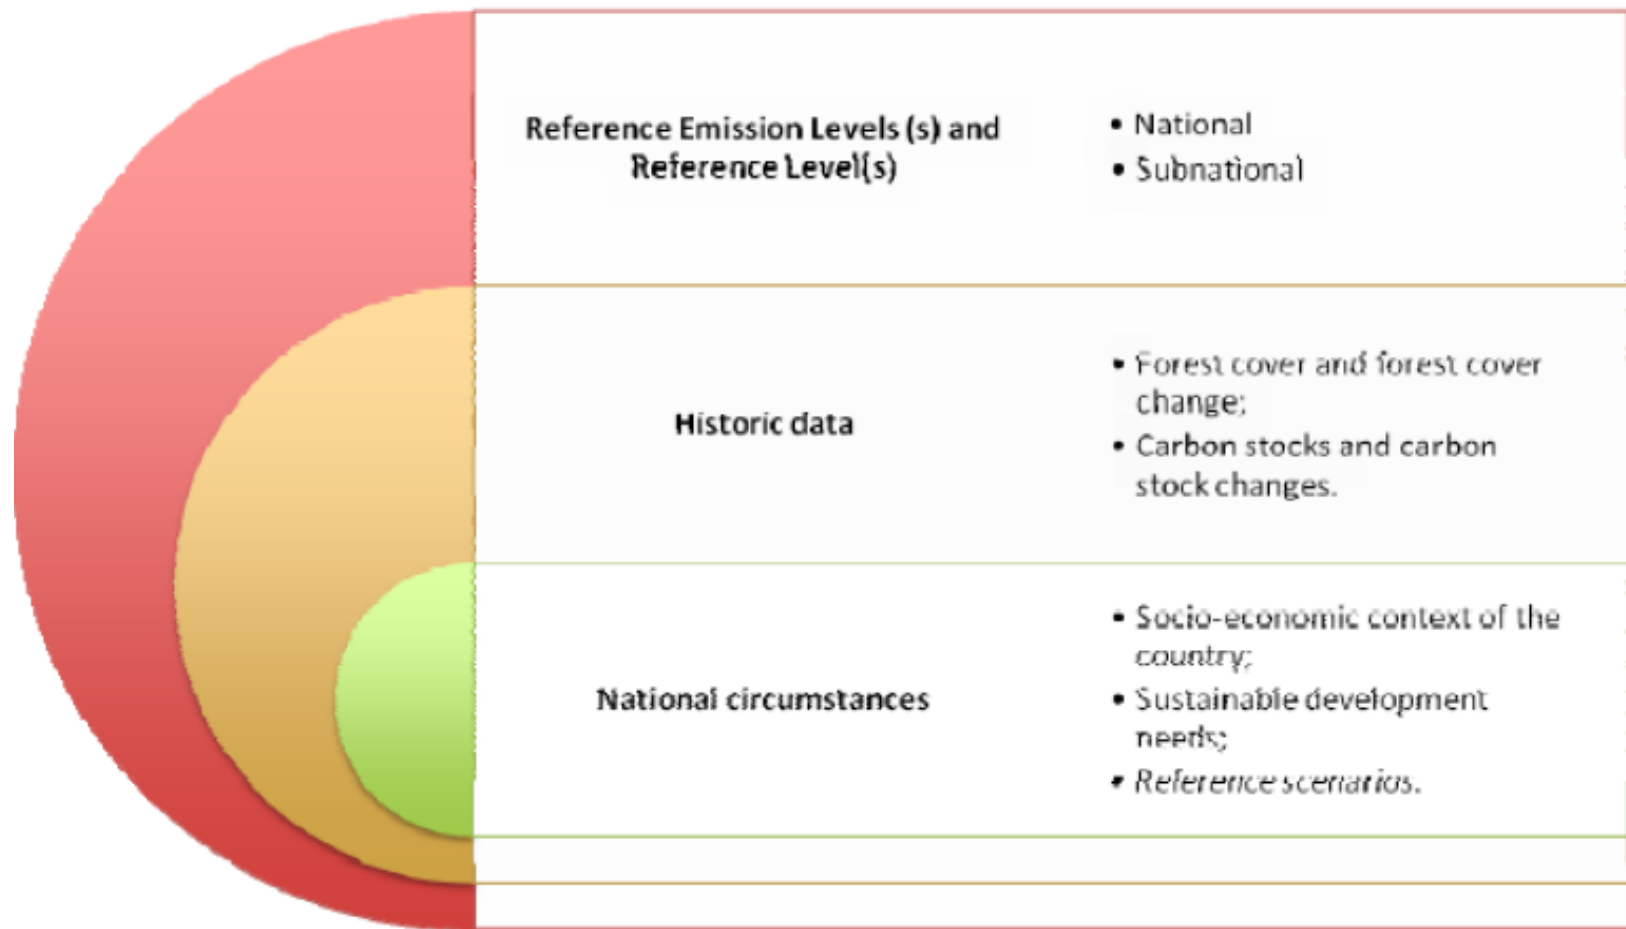 Reference Emission Levels (s) and
Reference Level(s)
• National
• Subnational
Historic data
• Forest cover and forest cover
change;
• Carbon stocks and carbon
stock changes.
National circumstances
• Socio-economic context of the
country;
• Sustainable development
needs;
• Reference scenarios.